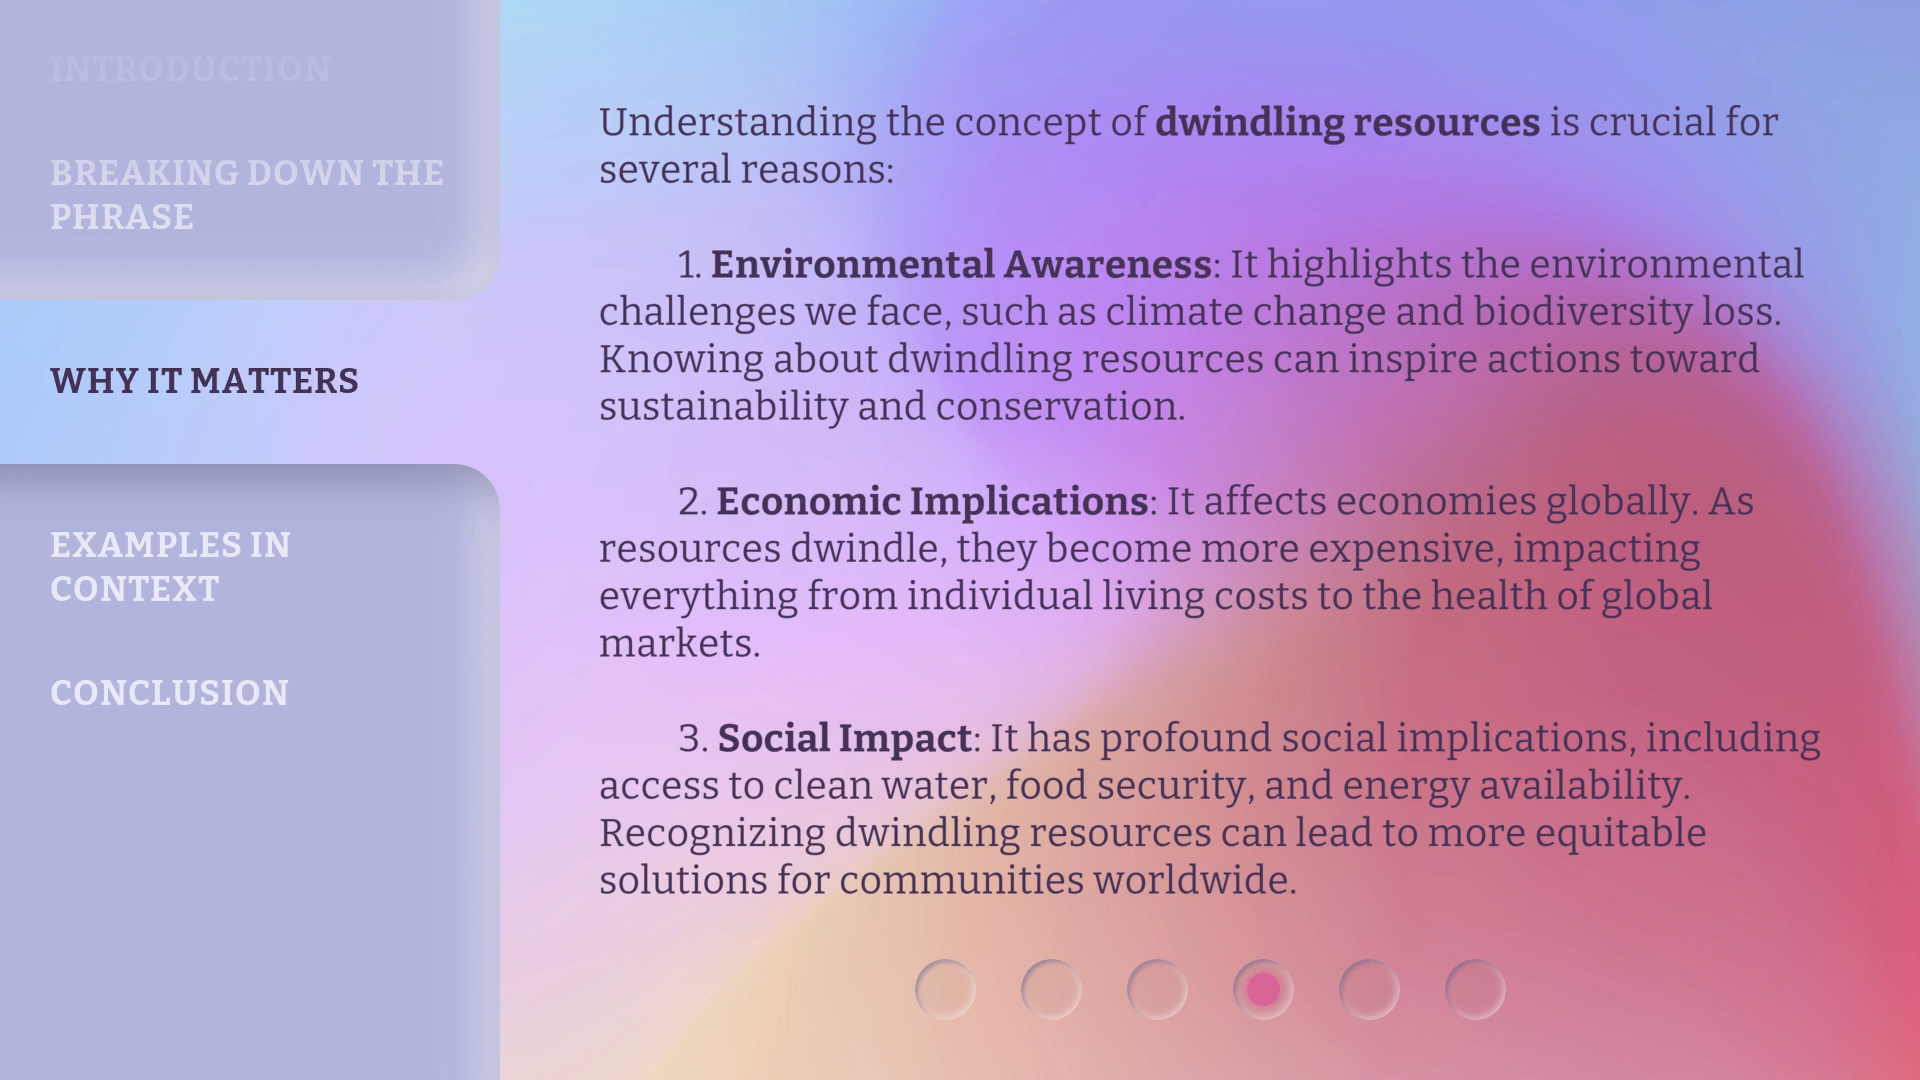 INTRODUCTION
BREAKING DOWN THE
PHRASE
WHY IT MATTERS
EXAMPLES IN
CONTEXT
CONCLUSION
Understanding the concept of dwindling resources is crucial for
several reasons:
1. Environmental Awareness: It highlights the environmental
challenges we face, such as climate change and biodiversity loss.
Knowing about dwindling resources can inspire actions toward
sustainability and conservation.
2. Economic Implications: It affects economies globally. As
resources dwindle, they become more expensive, impacting
everything from individual living costs to the health of global
markets.
3. Social Impact: It has profound social implications, including
access to clean water, food security, and energy availability.
Recognizing dwindling resources can lead to more equitable
solutions for communities worldwide.